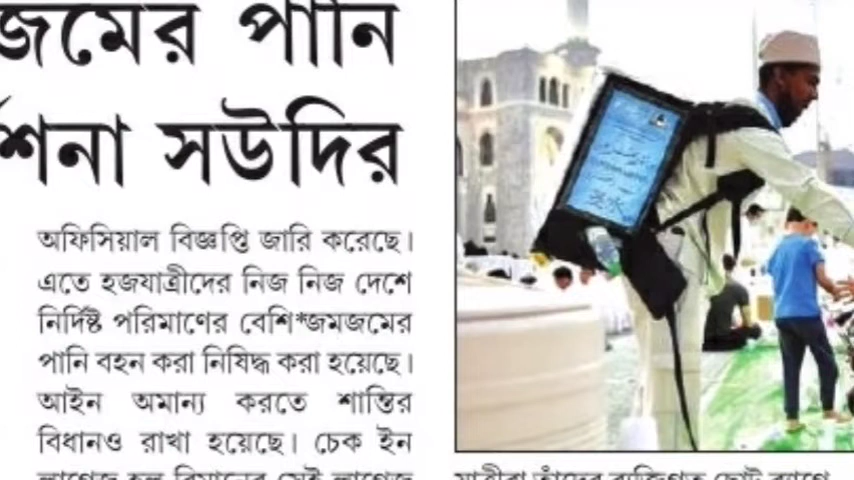 জমের পানি
র্শনা সউদির
অফিসিয়াল বিজ্ঞপ্তি জারি করেছে।
এতে হজযাত্রীদের নিজ নিজ দেশে
নির্দিষ্ট পরিমাণের বেশি*জমজমের
পানি বহন করা নিষিদ্ধ করা হয়েছে।
আইন অমান্য করতে শাস্তির
বিধানও রাখা হয়েছে। চেক ইন